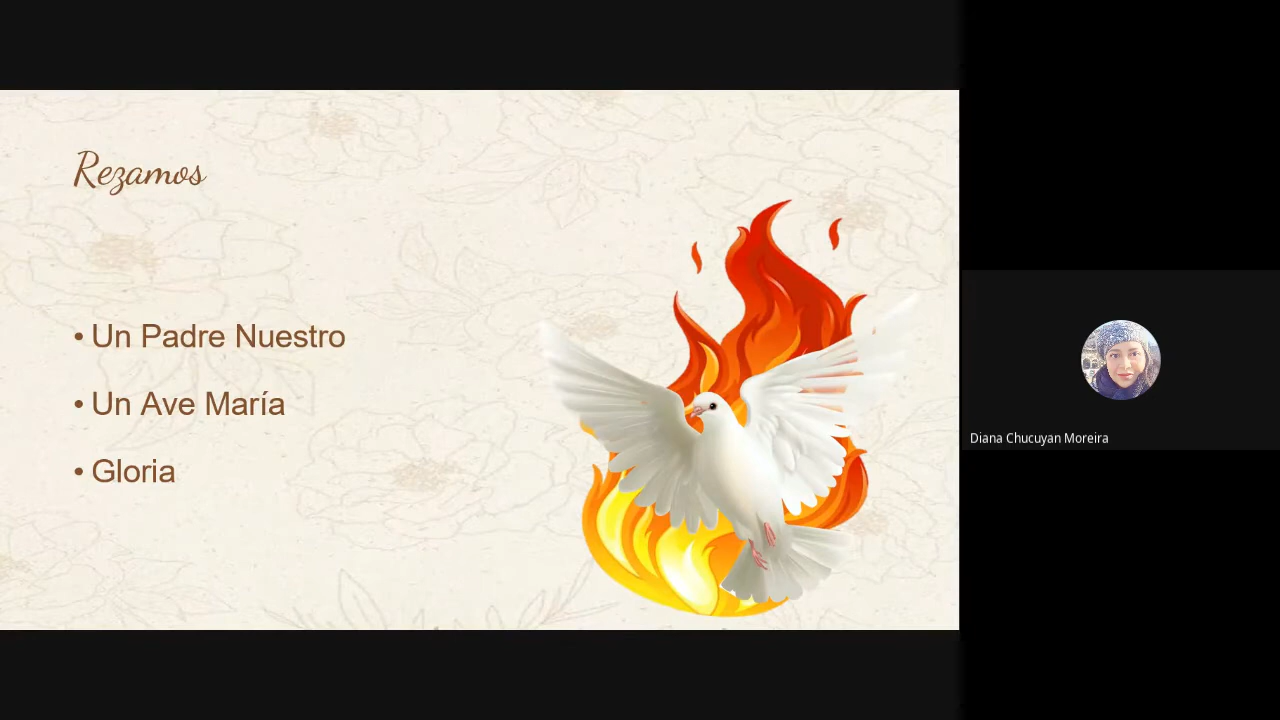 Rezamos
• Un Padre Nuestro
• Un Ave María
• Gloria
Diana Chucuyan Moreira